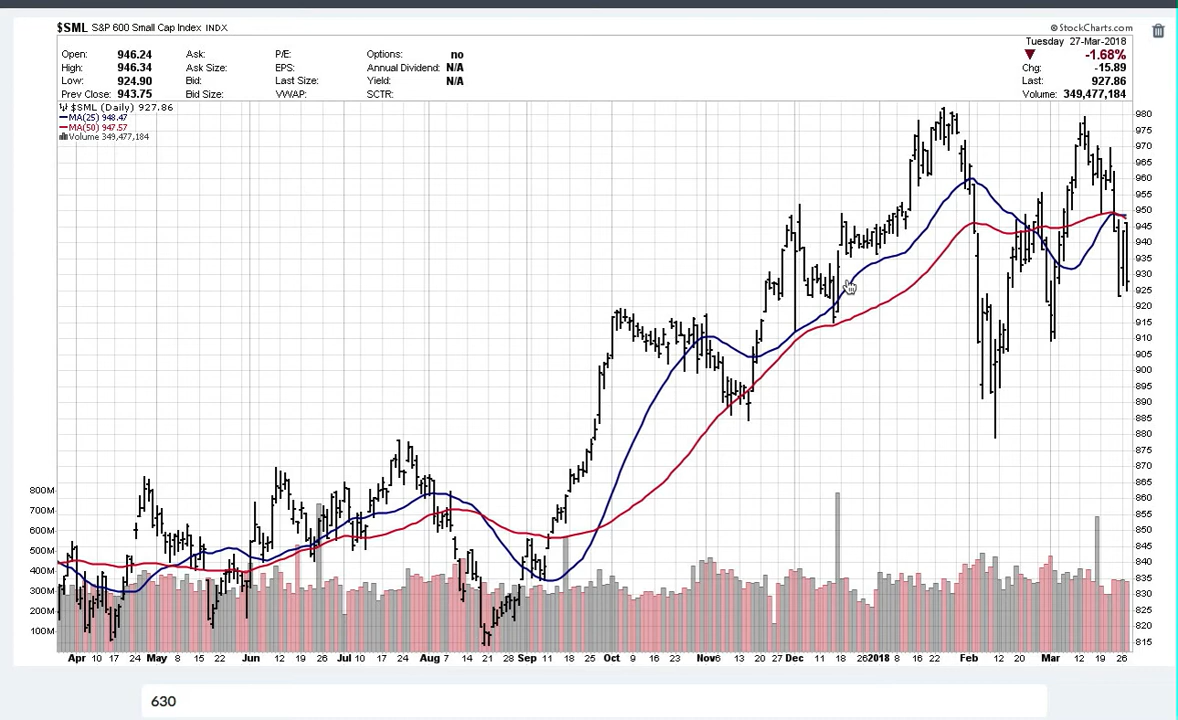 $SML S&P 600 Small Cap Index INDX
© StockCharts.com
Tuesday 27-Mar-2018
Open: 946.24 Ask: P/E: Options: no -1.68%
High: 946.34 Ask Size: EPS: Annual Dividend: N/A Chg: -15.89
Low: 924.90 Bid: Last Size: Yield: N/A Last: 927.86
Prev Close: 943.75 Bid Size: VWAP: SCTR: Volume: 349,477,184
$SML (Daily) 927.86
MA(25) 948.47
MA(50) 947.57
Volume 349,477,184
980
975
970
965
960
955
950
945
940
935
930
925
920
915
910
905
900
895
890
885
880
875
870
865
860
855
850
845
840
835
830
825
820
815
800M
700M
600M
500M
400M
300M
200M
100M
Apr 10 17 24 May 8 15 22 Jun 12 19 26 Jul 10 17 24 Aug 7 14 21 28 Sep 11 18 25 Oct 9 16 23 Nov 6 13 20 27 Dec 11 18 26 2018 8 16 22 Feb 12 20 Mar 12 19 26
630